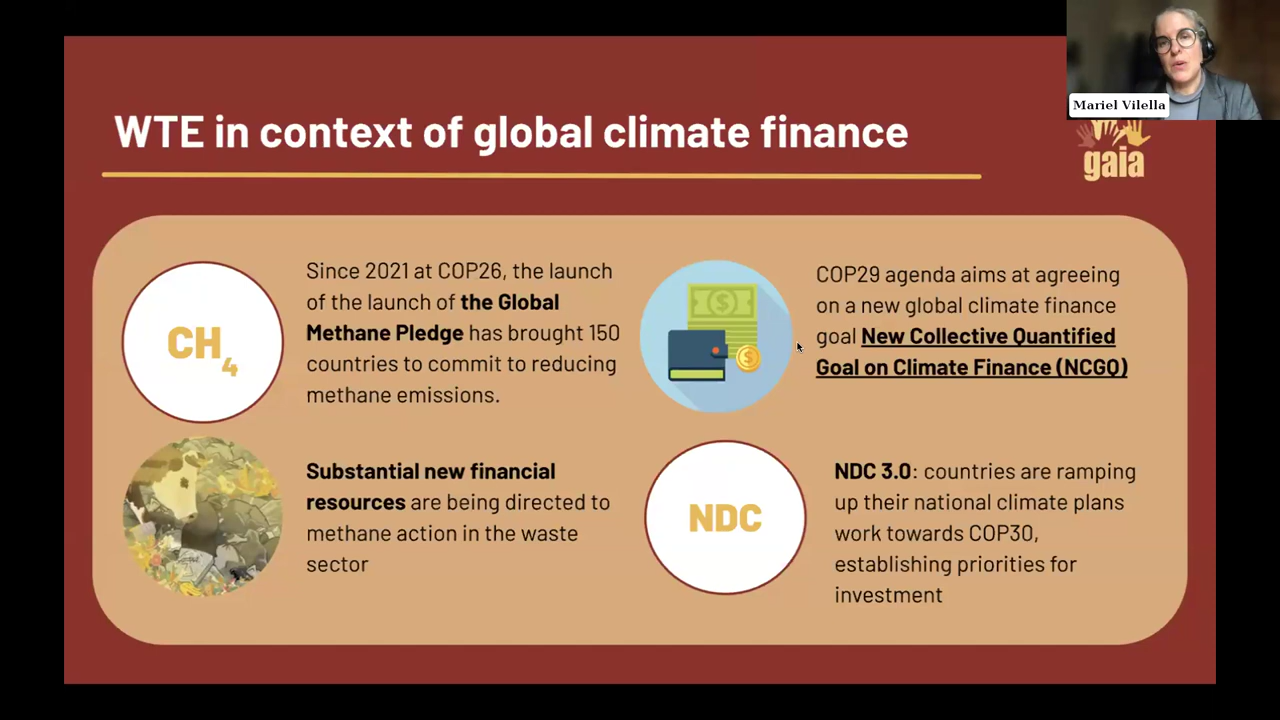 Mariel Vilella
WTE in context of global climate finance
gaia
CH4
Since 2021 at COP26, the launch
of the launch of the Global
Methane Pledge has brought 150
countries to commit to reducing
methane emissions.
COP29 agenda aims at agreeing
on a new global climate finance
goal New Collective Quantified
Goal on Climate Finance (NCGQ)
Substantial new financial
resources are being directed to
methane action in the waste
sector
NDC
NDC 3.0: countries are ramping
up their national climate plans
work towards COP30,
establishing priorities for
investment